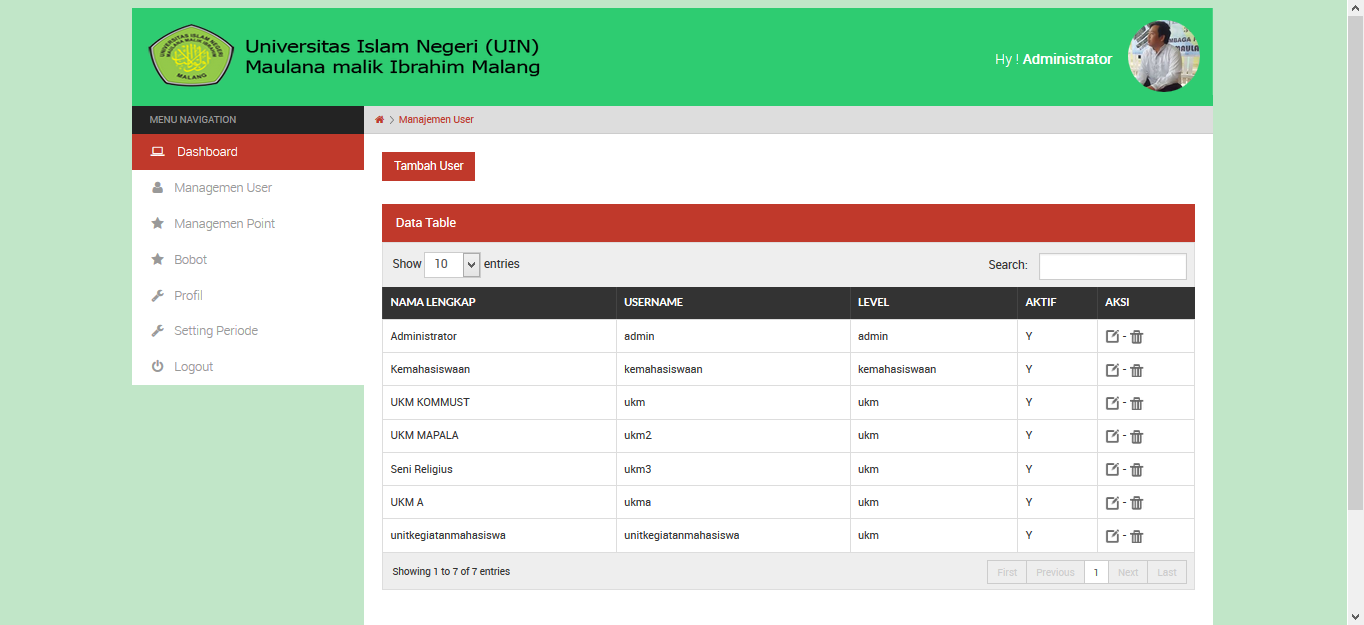 UNIVERSITAS ISLAM NEGERI
MAULANA MALIK IBRAHIM
MALANG
Universitas Islam Negeri (UIN)
Maulana malik Ibrahim Malang
Hy ! Administrator
MENU NAVIGATION
> Manajemen User
Dashboard
Managemen User
Managemen Point
Bobot
Profil
Setting Periode
Logout
Tambah User
Data Table
Show 10 entries Search:
NAMA LENGKAP USERNAME LEVEL AKTIF AKSI
Administrator admin admin Y -
Kemahasiswaan kemahasiswaan kemahasiswaan Y -
UKM KOMMUST ukm ukm Y -
UKM MAPALA ukm2 ukm Y -
Seni Religius ukm3 ukm Y -
UKM A ukma ukm Y -
unitkegiatanmahasiswa unitkegiatanmahasiswa ukm Y -
Showing 1 to 7 of 7 entries First Previous 1 Next Last